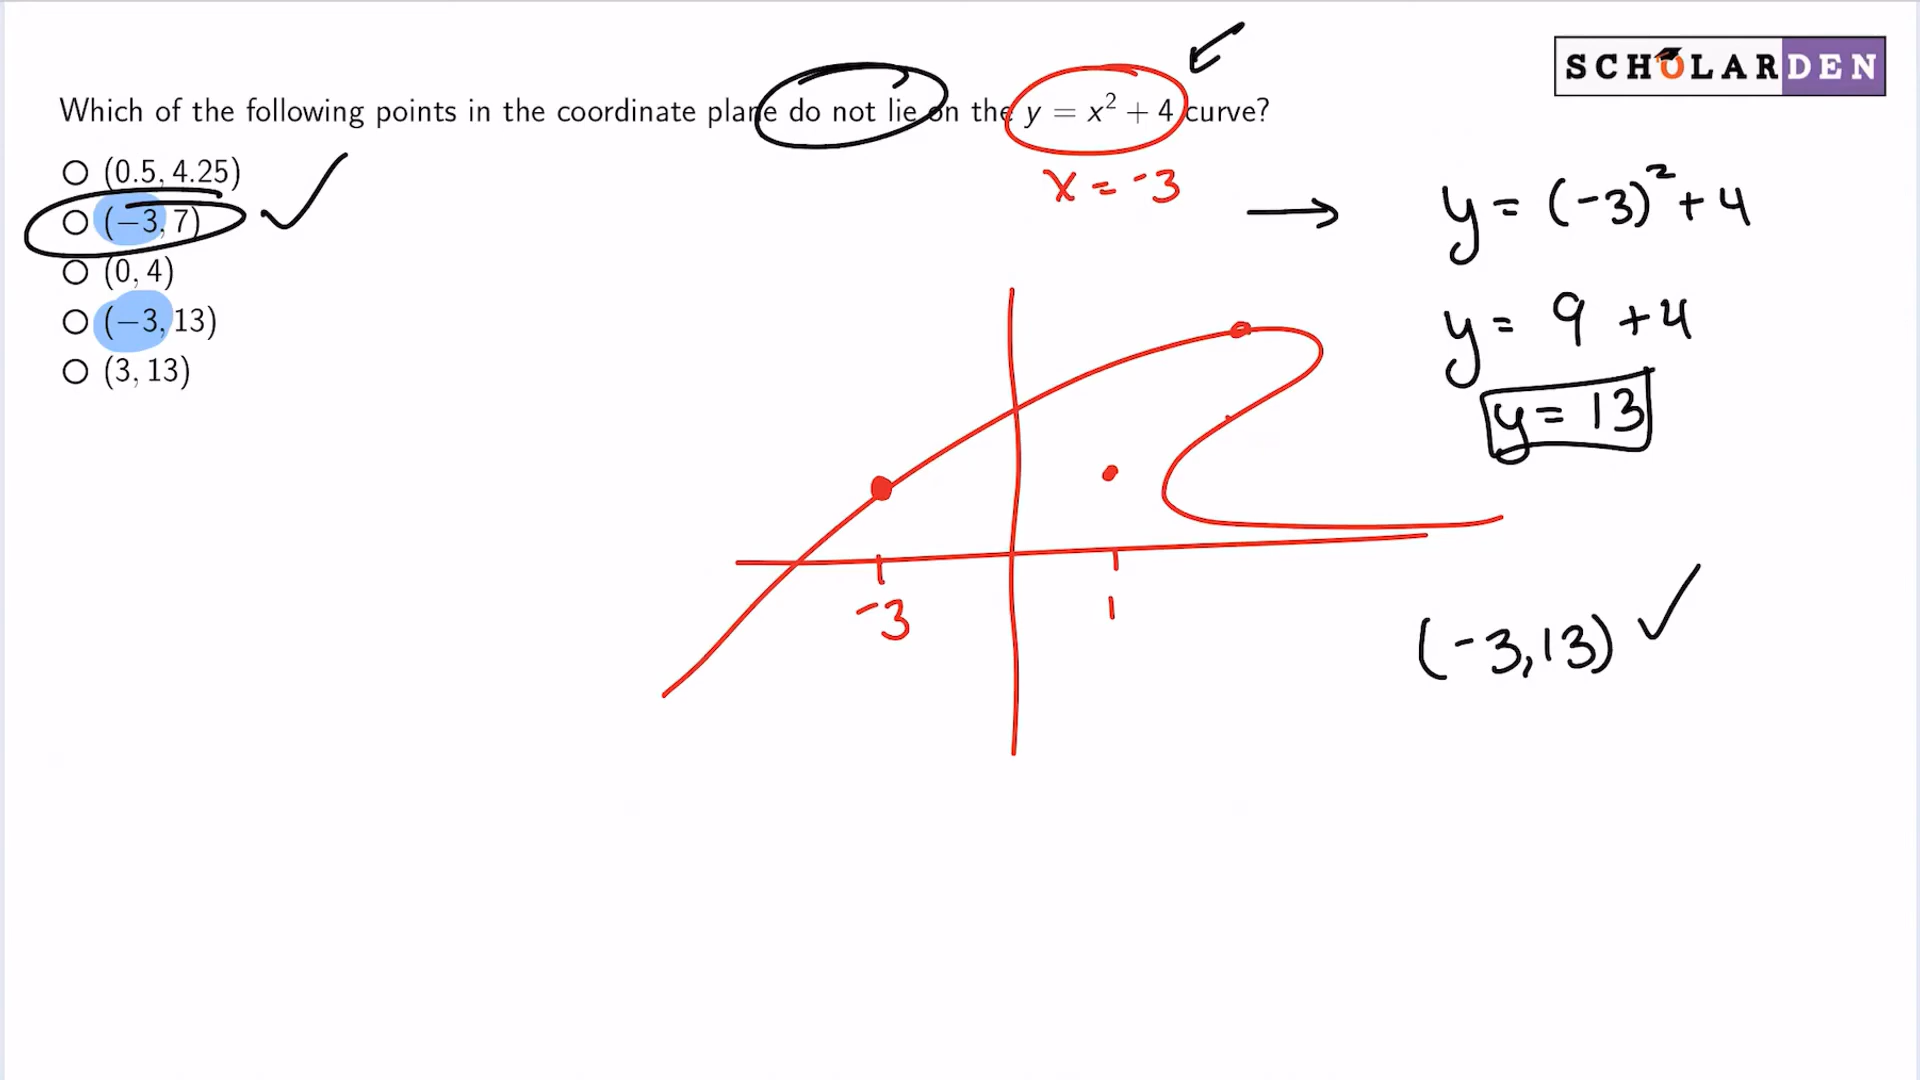 SCHOLARDEN
Which of the following points in the coordinate plane do not lie on the y = x² + 4 curve?
(0.5, 4.25)
(−3, 7)
(0, 4)
(−3, 13)
(3, 13)
x = -3
y = (-3)² + 4
y = 9 + 4
y = 13
-3
1
(-3, 13)